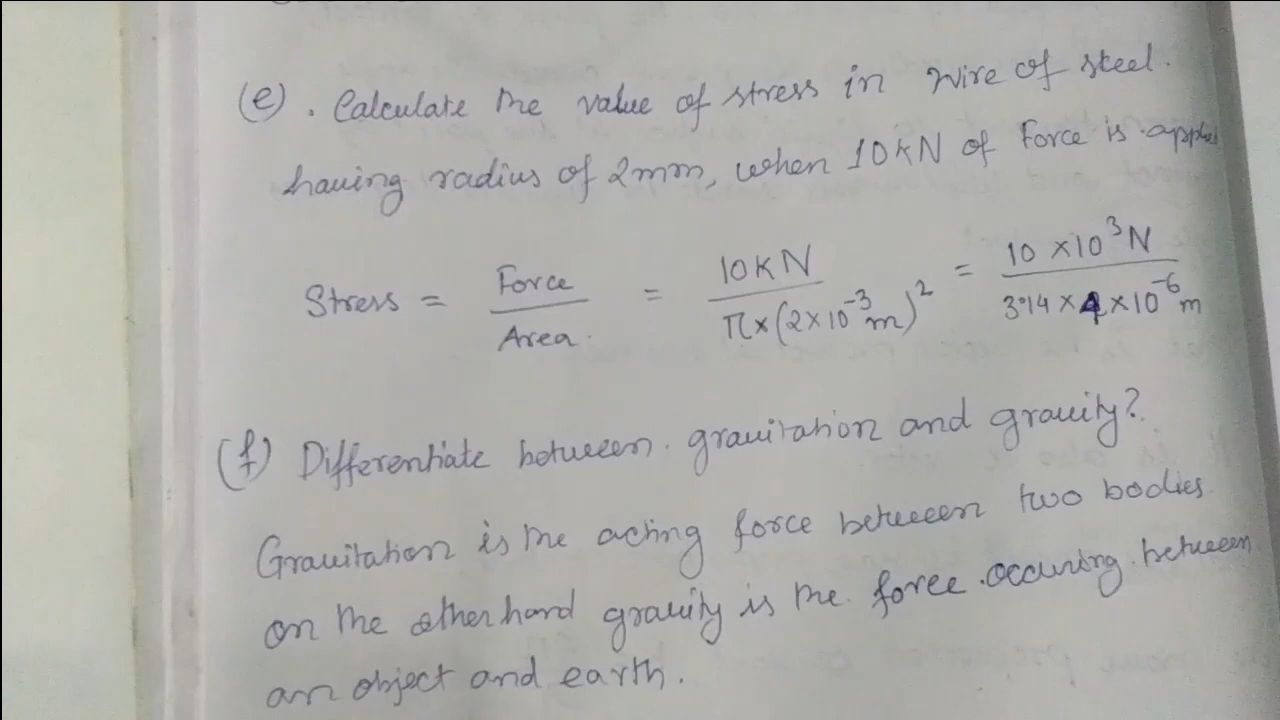 (e). Calculate the value of stress in wire of steel.
having radius of 2mm, when 10KN of Force is
Stress = Force/Area. = 10KN/π×(2×10⁻³m)² = 10×10³N/3.14×4×10⁻⁶m
(f) Differentiate between gravitation and gravity?
Gravitation is the acting force between two bodies
on the other hand gravity is the force occuring between
an object and earth.